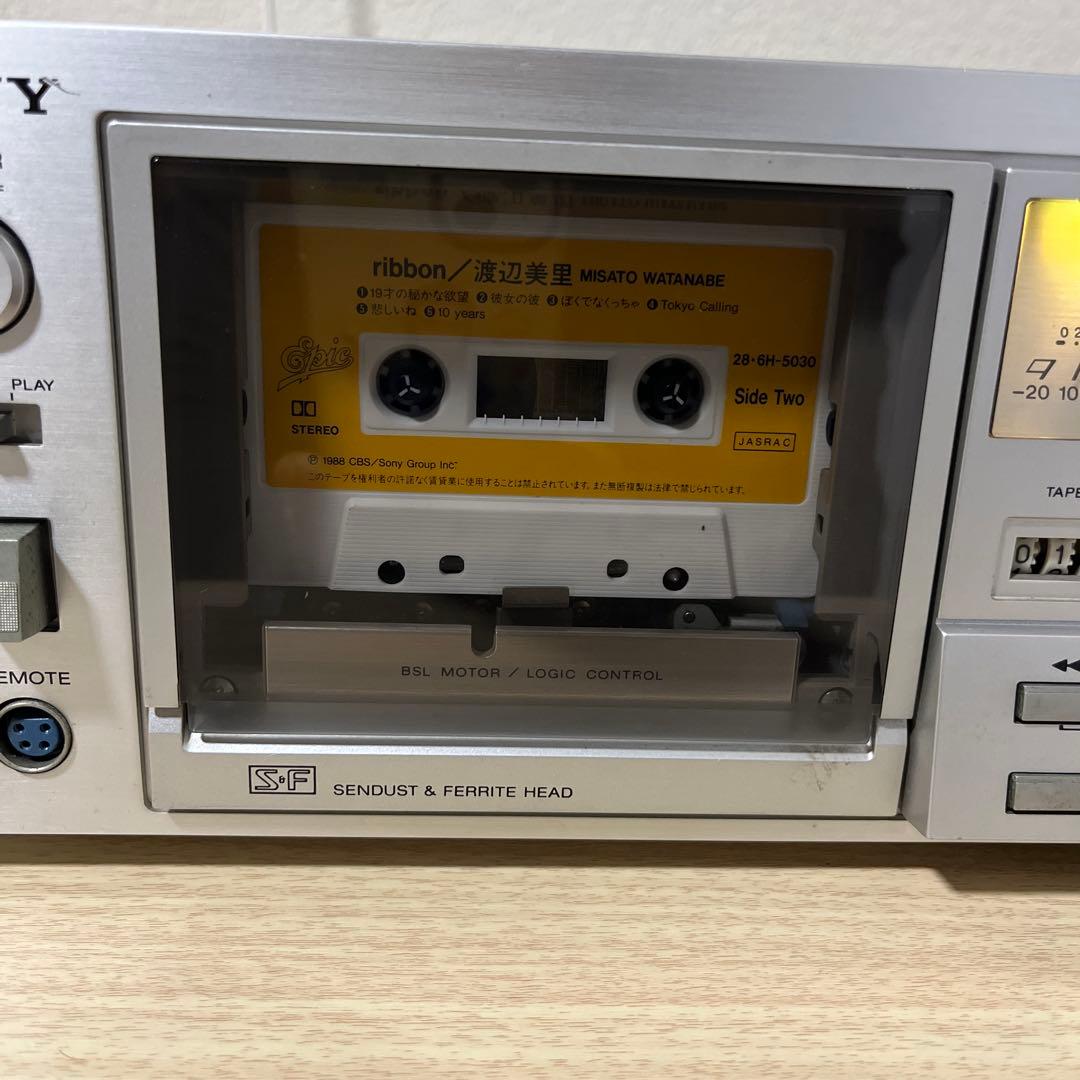 Y
PLAY
REMOTE
ribbon/渡辺美里 MISATO WATANABE
❶19才の秘かな欲望 ❷彼女の彼 ❸ぼくでなくっちゃ ❹Tokyo Calling
❺悲しいね ❻10 years
Epic
28・6H-5030
Side Two
STEREO
JASRAC
Ⓟ 1988 CBS/Sony Group Inc.
このテープを権利者の許諾なく賃貸業に使用することは禁止されています。また無断複製は法律で禁じられています。
BSL MOTOR / LOGIC CONTROL
S&F SENDUST & FERRITE HEAD
-20 10
TAPE
0 1